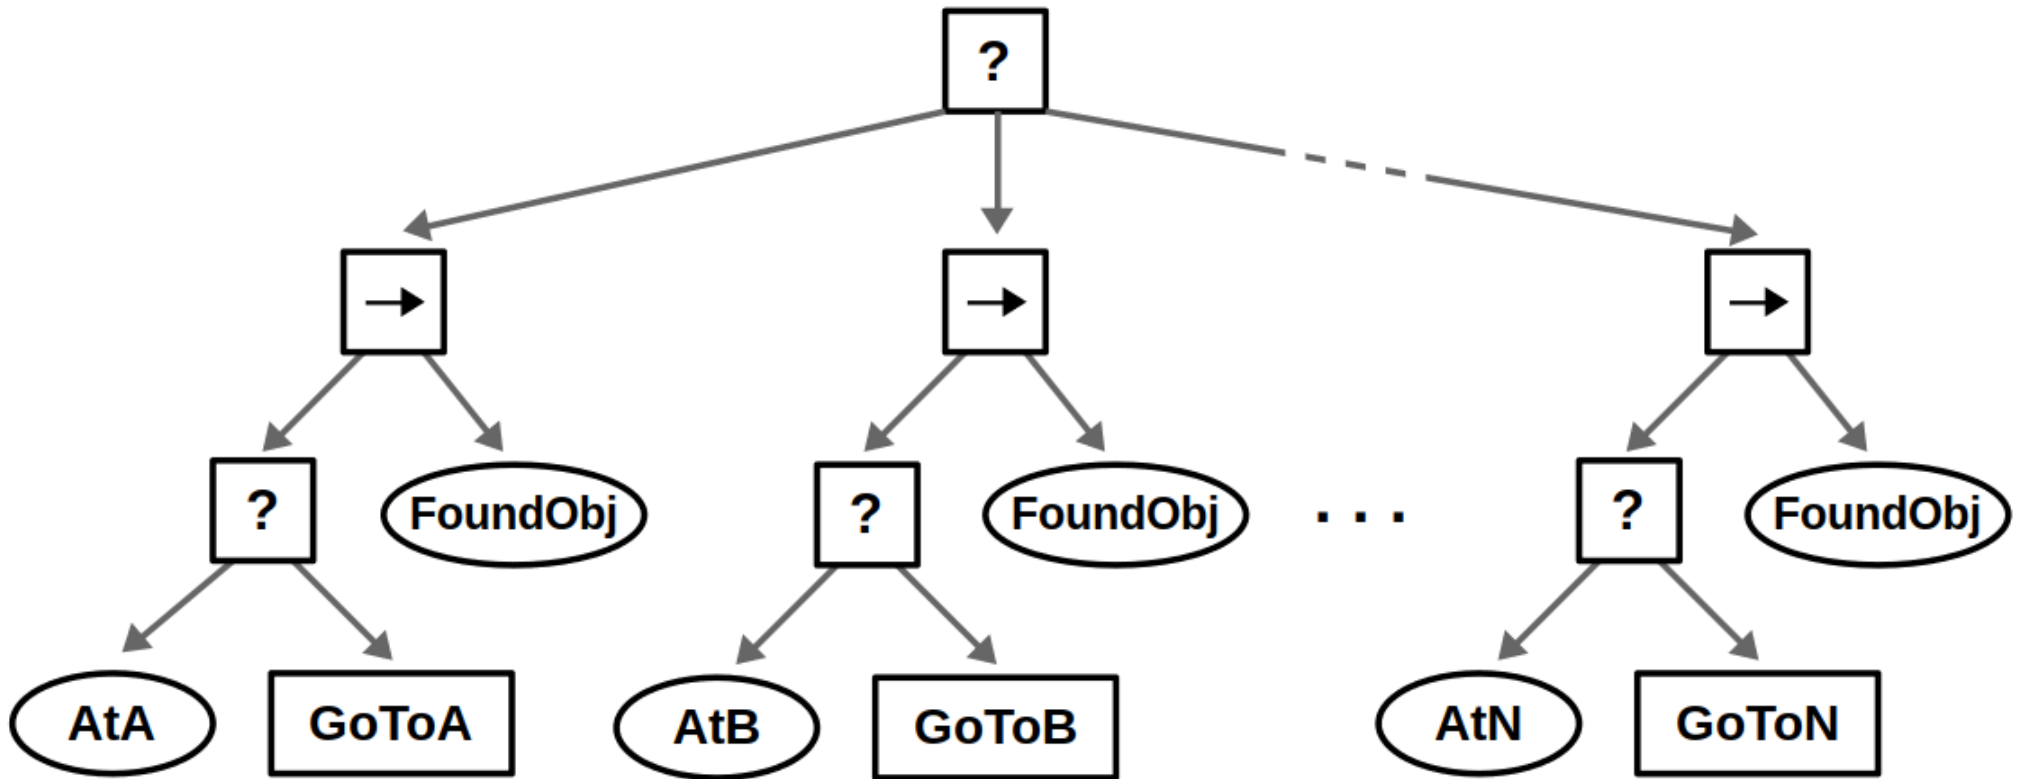 ?
→ → →
? FoundObj ? FoundObj ... ? FoundObj
AtA GoToA AtB GoToB AtN GoToN